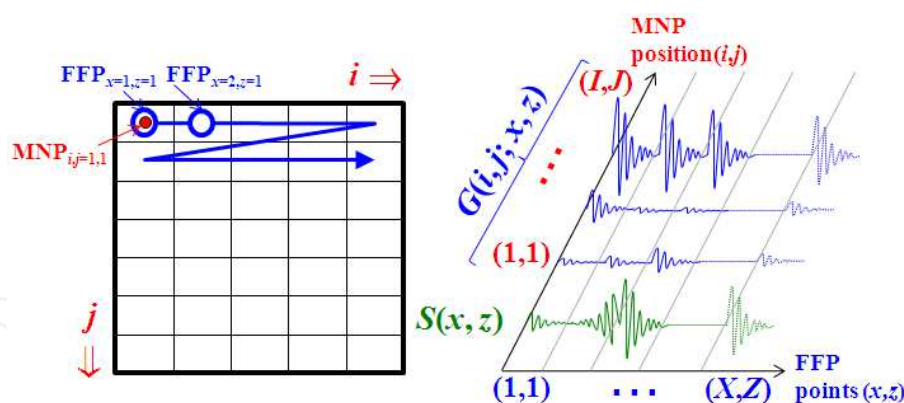 FFPx=1,z=1 FFPx=2,z=1
i ⇒
MNPi,j=1,1
j
⇓
MNP
position(i,j)
(I,J)
G(i,j;x,z)
...
(1,1)
S(x,z)
(1,1) ... (X,Z)
FFP
points(x,z)